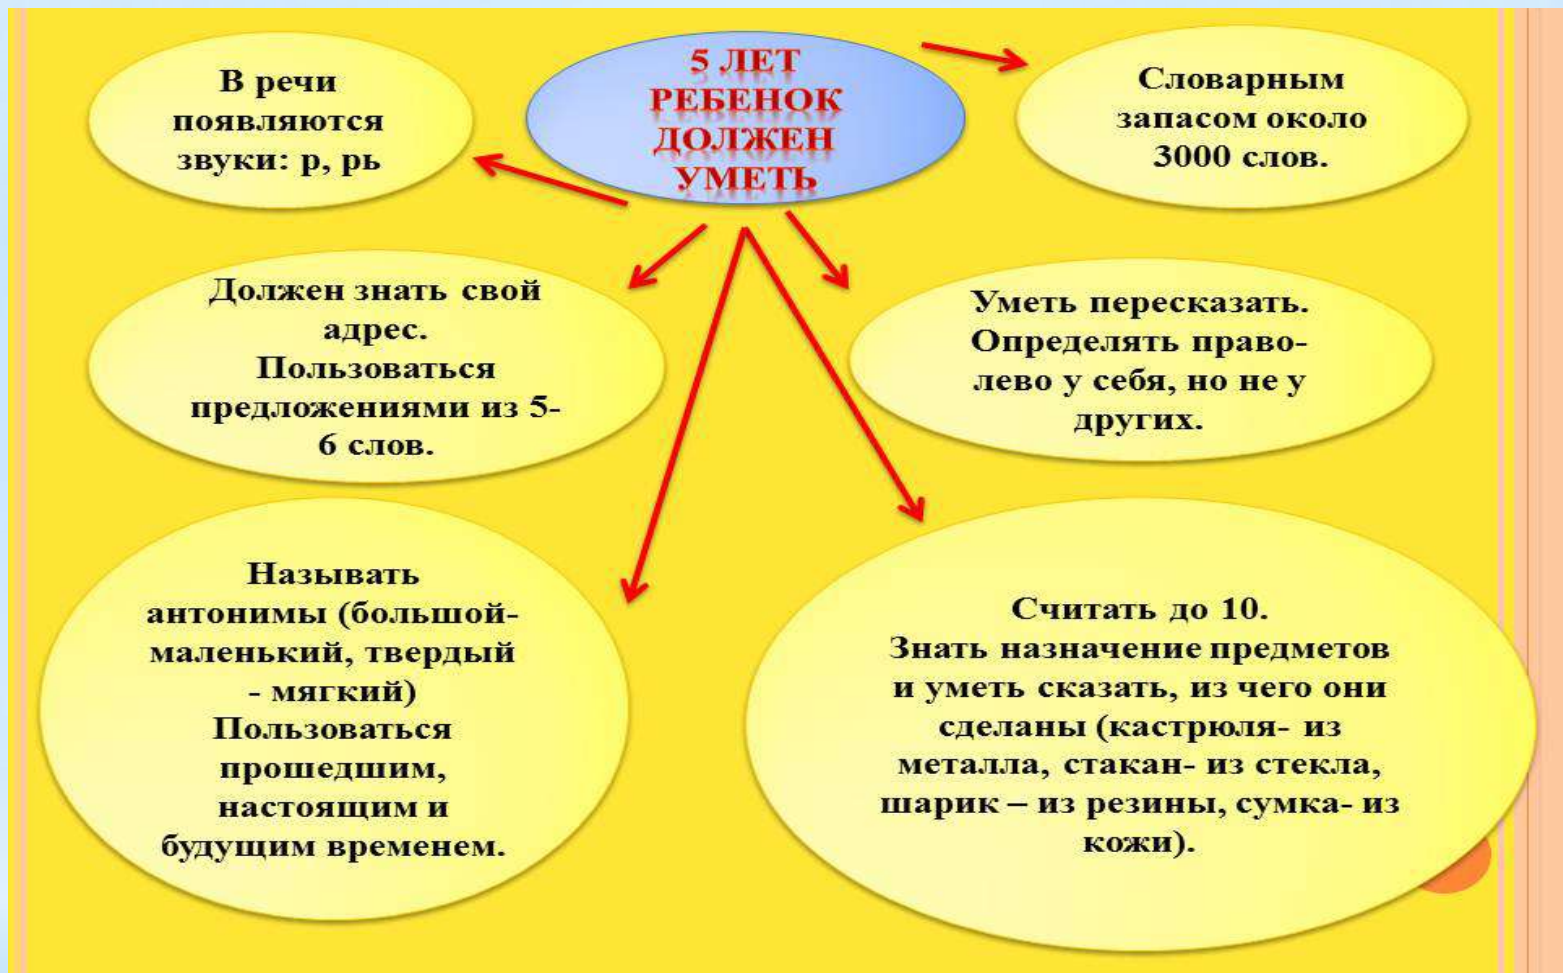 5 ЛЕТ
РЕБЕНОК
ДОЛЖЕН
УМЕТЬ
В речи
появляются
звуки: р, рь
Словарным
запасом около
3000 слов.
Должен знать свой
адрес.
Пользоваться
предложениями из 5-
6 слов.
Уметь пересказать.
Определять право-
лево у себя, но не у
других.
Называть
антонимы (большой-
маленький, твердый
- мягкий)
Пользоваться
прошедшим,
настоящим и
будущим временем.
Считать до 10.
Знать назначение предметов
и уметь сказать, из чего они
сделаны (кастрюля- из
металла, стакан- из стекла,
шарик – из резины, сумка- из
кожи).